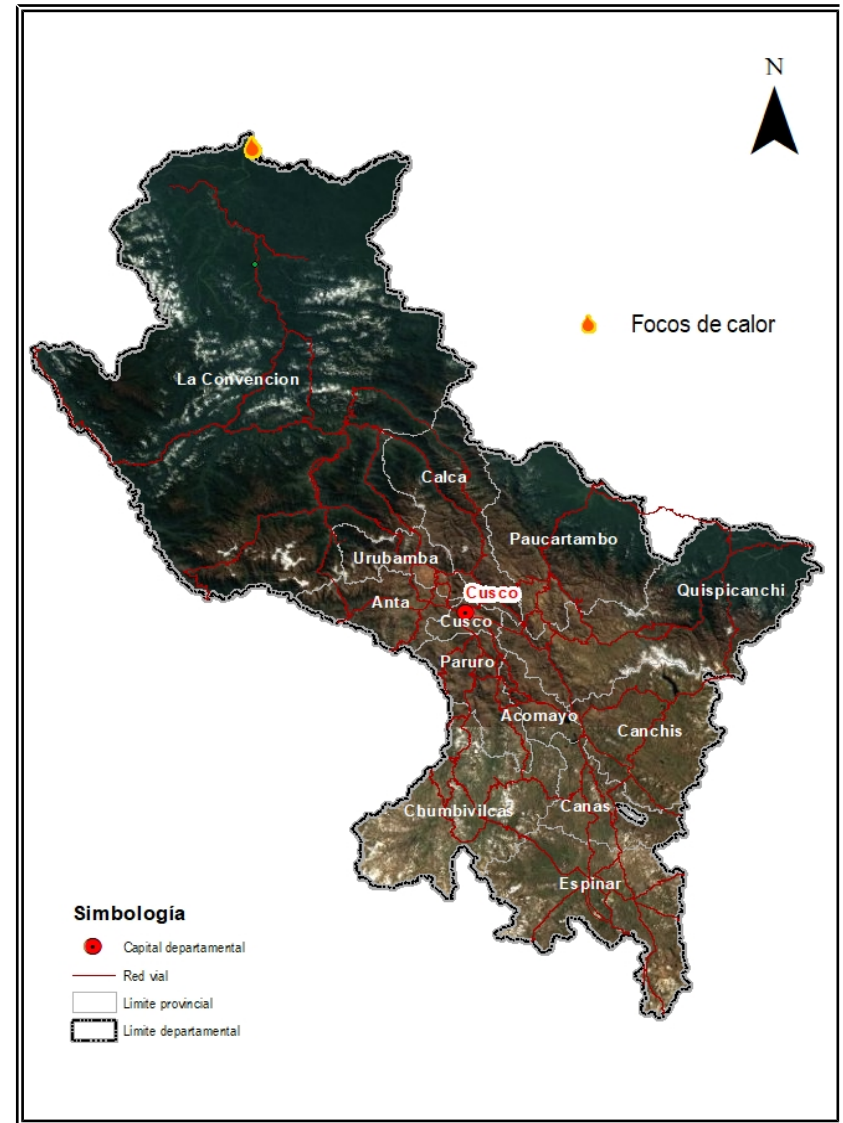 N
Focos de calor
La Convencion
Calca
Paucartambo
Urubamba
Quispicanchi
Cusco
Anta
Cusco
Paruro
Acomayo
Canchis
Chumbivilcas
Canas
Espinar
Simbología
Capital departamental
Red vial
Limite provincial
Limite departamental